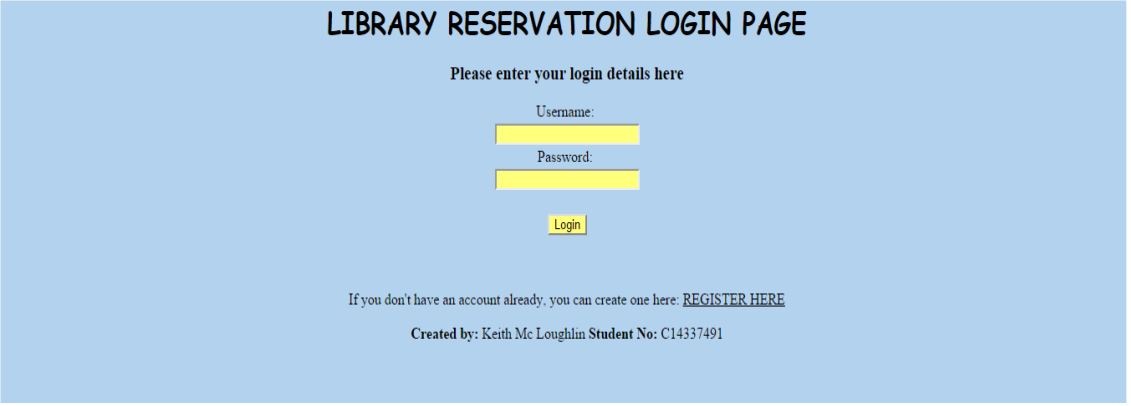 LIBRARY RESERVATION LOGIN PAGE
Please enter your login details here
Username:
Password:
Login
If you don't have an account already, you can create one here: REGISTER HERE
Created by: Keith Mc Loughlin Student No: C14337491